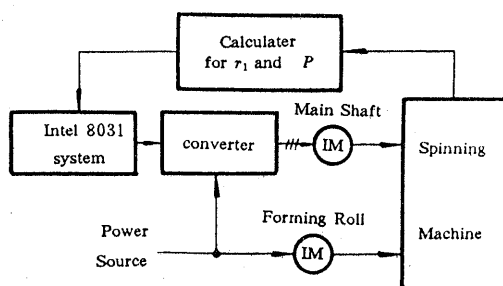 Calculater
for r₁ and P
Main Shaft
Intel 8031
system
converter
IM
Spinning
Forming Roll
Machine
Power
Source
IM